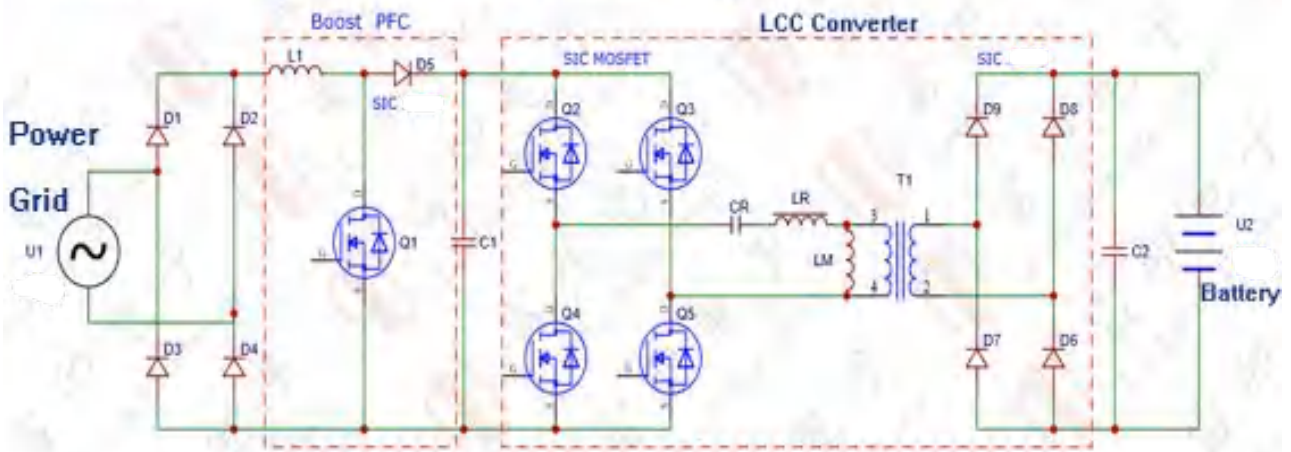 Boost PFC
LCC Converter
L1
D5
SIC MOSFET
SIC
SIC
D1
D2
Q2
Q3
D9
D8
Power
Grid
G
G
U1
Q1
G
C1
CR
LR
LM
T1
3
1
4
2
C2
U2
Battery
Q4
Q5
G
G
D3
D4
D7
D6